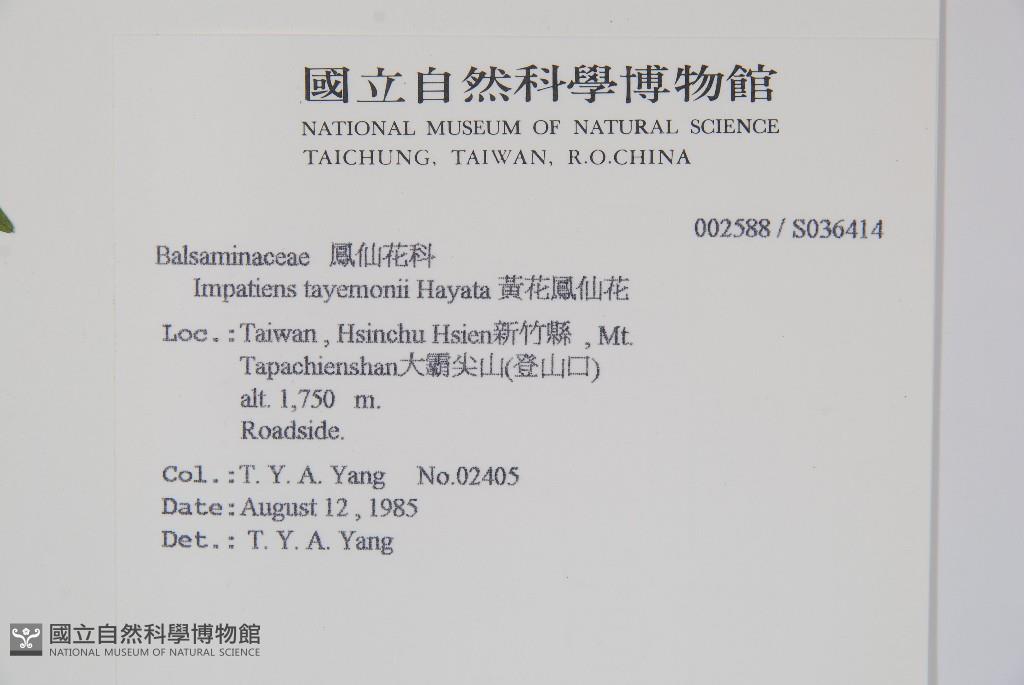 國立自然科學博物館
NATIONAL MUSEUM OF NATURAL SCIENCE
TAICHUNG, TAIWAN, R.O.CHINA
002588 / S036414
Balsaminaceae 鳳仙花科
Impatiens tayemonii Hayata 黃花鳳仙花
Loc.: Taiwan , Hsinchu Hsien新竹縣 , Mt.
Tapachienshan大霸尖山(登山口)
alt. 1,750 m.
Roadside.
Col.: T. Y. A. Yang No.02405
Date: August 12 , 1985
Det.: T. Y. A. Yang
國立自然科學博物館
NATIONAL MUSEUM OF NATURAL SCIENCE